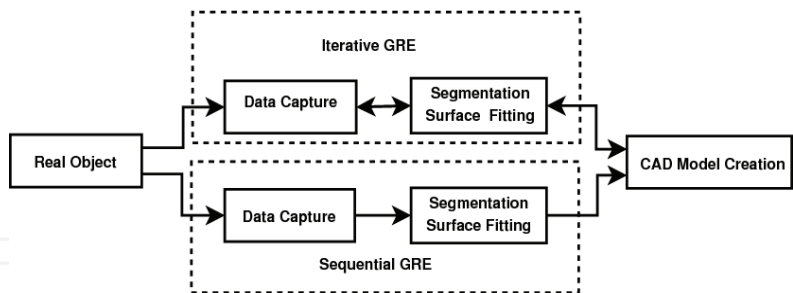 Iterative GRE
Data Capture
Segmentation
Surface Fitting
Real Object
CAD Model Creation
Data Capture
Segmentation
Surface Fitting
Sequential GRE